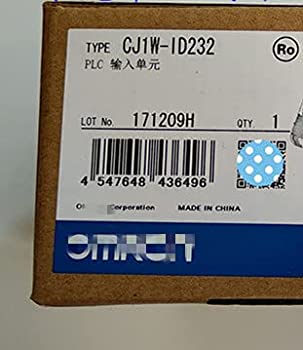 TYPE CJ1W-ID232
Ro
PLC 输入单元
LOT No. 171209H
QTY. 1
4 547648 436496
MADE IN CHINA